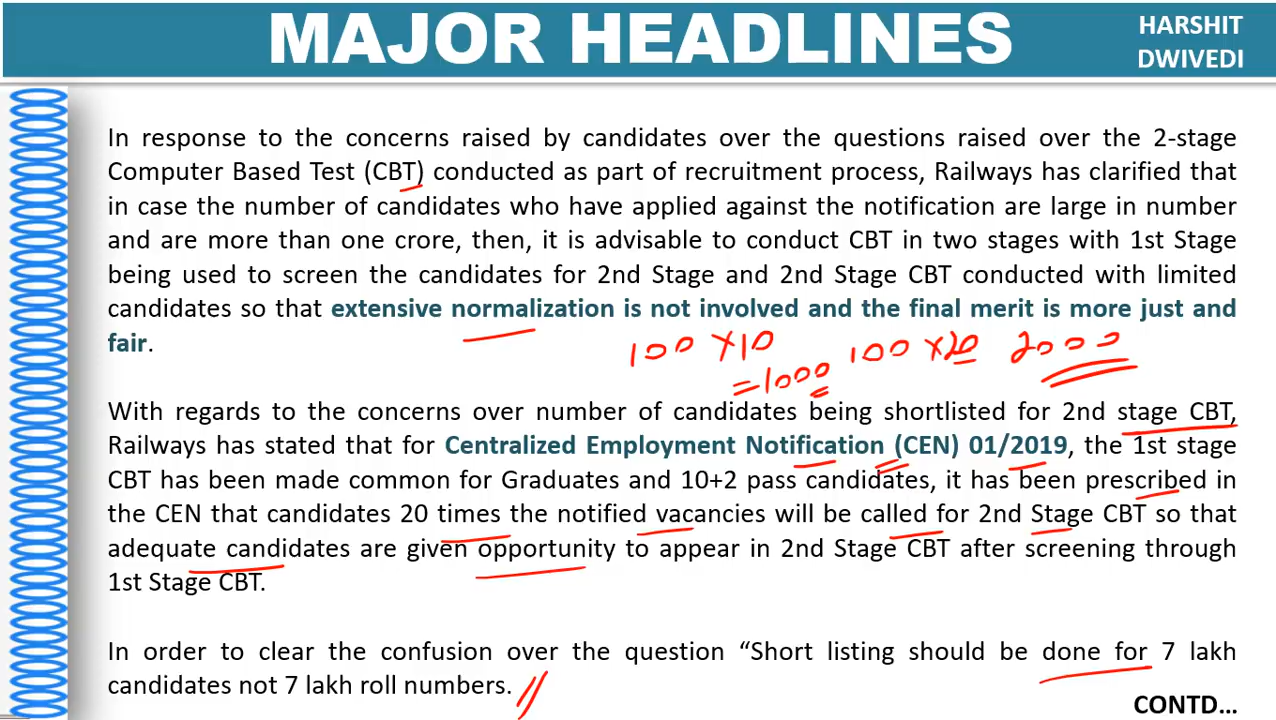 MAJOR HEADLINES
HARSHIT
DWIVEDI
In response to the concerns raised by candidates over the questions raised over the 2-stage
Computer Based Test (CBT) conducted as part of recruitment process, Railways has clarified that
in case the number of candidates who have applied against the notification are large in number
and are more than one crore, then, it is advisable to conduct CBT in two stages with 1st Stage
being used to screen the candidates for 2nd Stage and 2nd Stage CBT conducted with limited
candidates so that extensive normalization is not involved and the final merit is more just and
fair.
100 X 10 100 X 20 2000
=1000
With regards to the concerns over number of candidates being shortlisted for 2nd stage CBT,
Railways has stated that for Centralized Employment Notification (CEN) 01/2019, the 1st stage
CBT has been made common for Graduates and 10+2 pass candidates, it has been prescribed in
the CEN that candidates 20 times the notified vacancies will be called for 2nd Stage CBT so that
adequate candidates are given opportunity to appear in 2nd Stage CBT after screening through
1st Stage CBT.
In order to clear the confusion over the question “Short listing should be done for 7 lakh
candidates not 7 lakh roll numbers.
CONTD...